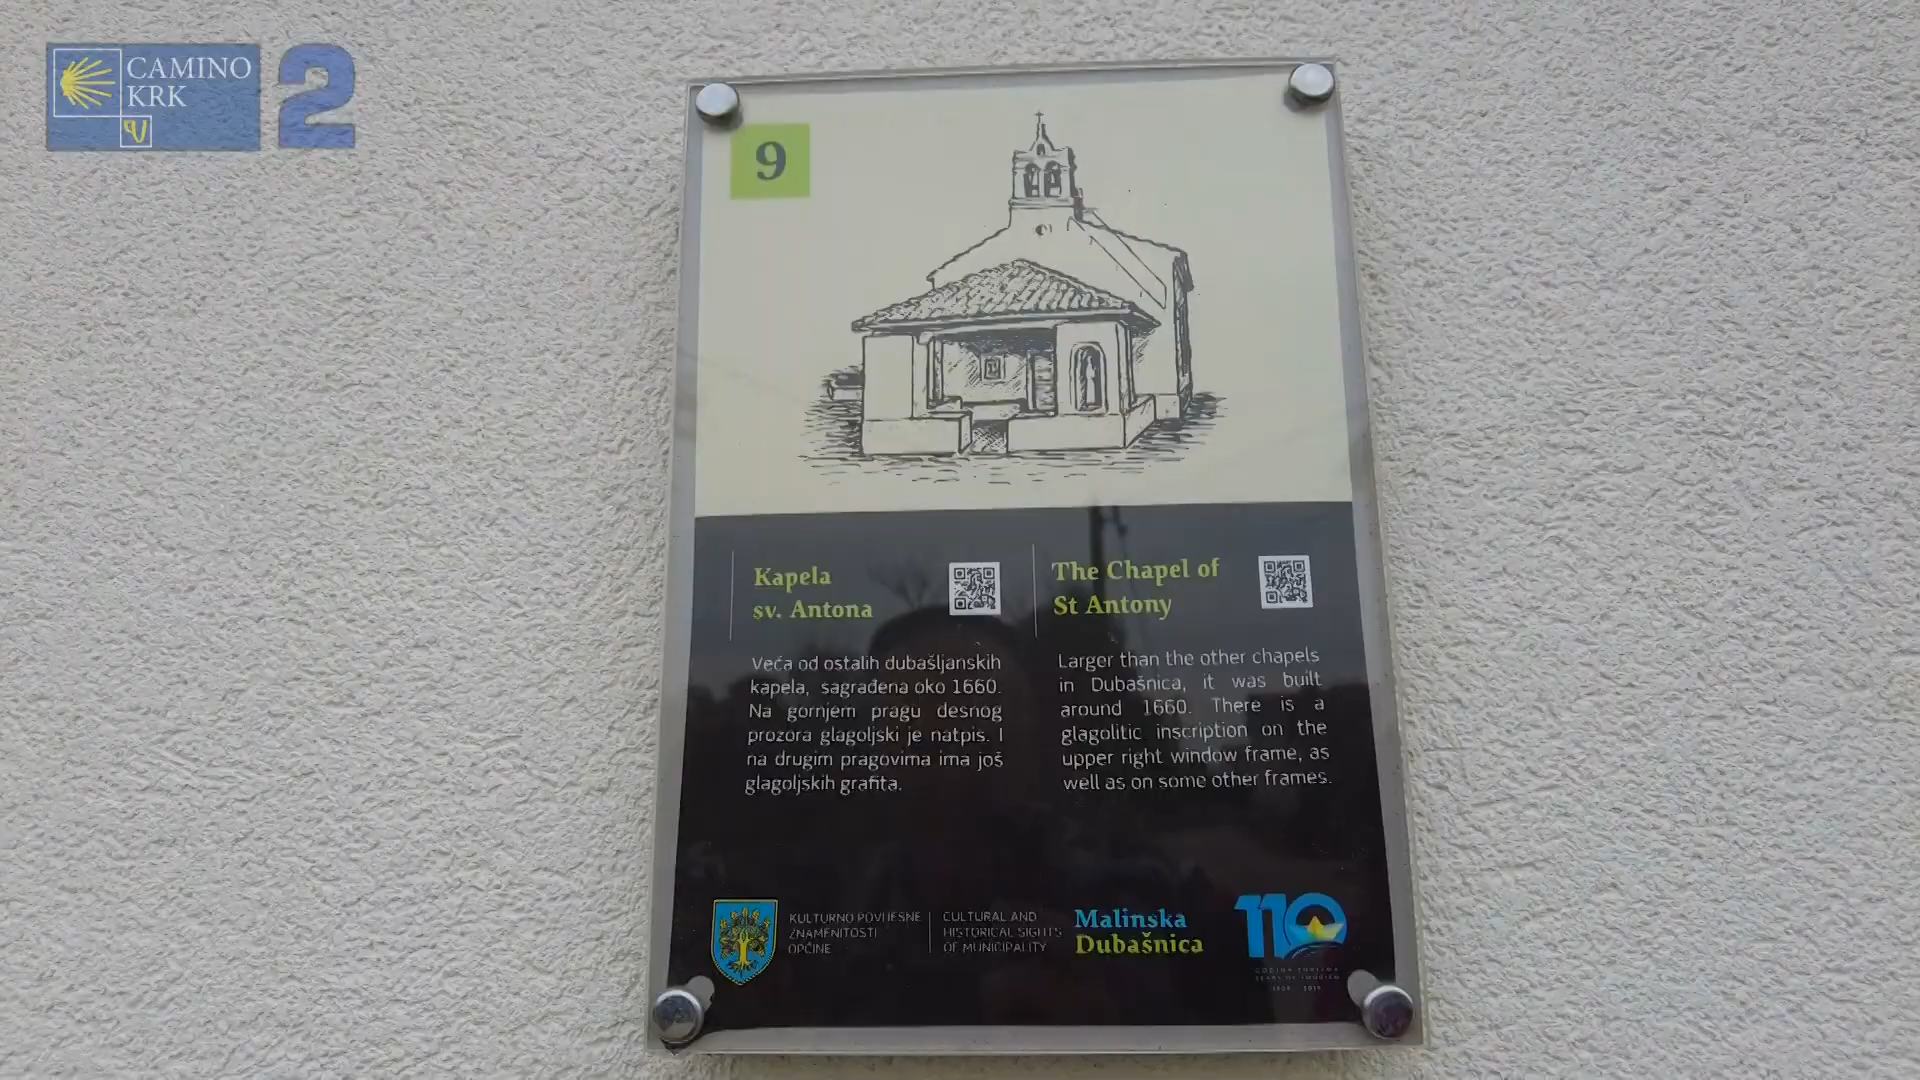 CAMINO
KRK
2
9
Kapela
sv. Antona
Veća od ostalih dubašljanskih
kapela, sagrađena oko 1660.
Na gornjem pragu desnog
prozora glagoljski je natpis. I
na drugim pragovima ima još
glagoljskih grafita.
The Chapel of
St Antony
Larger than the other chapels
in Dubašnica, it was built
around 1660. There is a
glagolitic inscription on the
upper right window frame, as
well as on some other frames.
KULTURNO POVIJESNE
ZNAMENITOSTI
OPĆINE
CULTURAL AND
HISTORICAL SIGHTS
OF MUNICIPALITY
Malinska
Dubašnica
110
GODINA TURIZMA
YEARS OF TOURISM
1909 2019